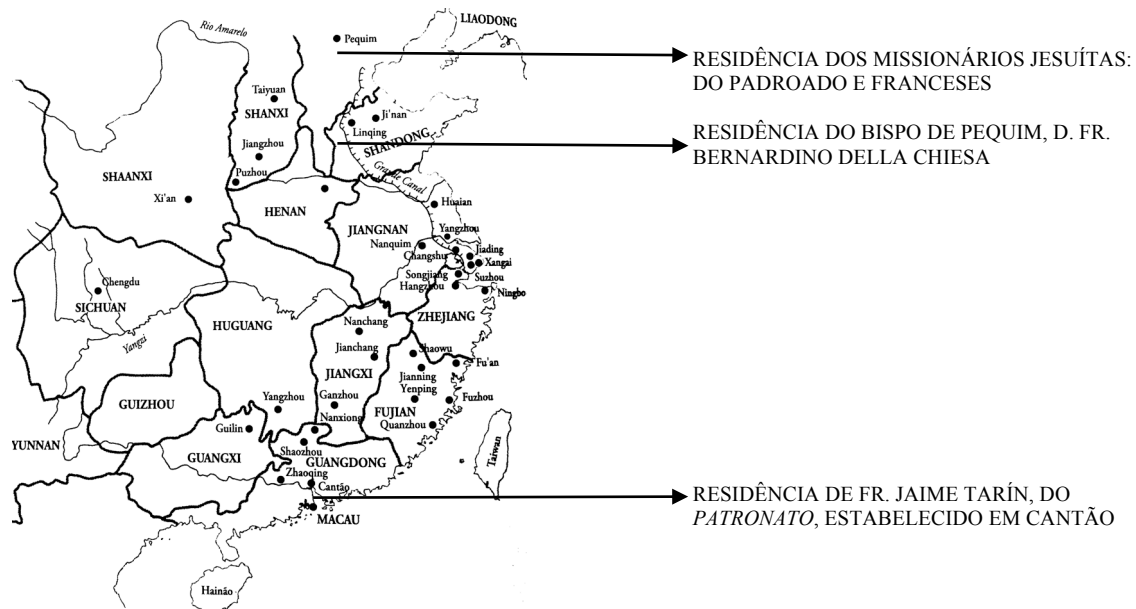 Rio Amarelo
LIAODONG
Pequim
RESIDÊNCIA DOS MISSIONÁRIOS JESUÍTAS:
DO PADROADO E FRANCESES
Taiyuan
SHANXI
Ji'nan
Linqing
SHANDONG
RESIDÊNCIA DO BISPO DE PEQUIM, D. FR.
BERNARDINO DELLA CHIESA
Jiangzhou
Puzhou
SHAANXI
Xi'an
Grande Canal
HENAN
Huaian
JIANGNAN
Yangzhou
Nanquim
Changshu
Jiading
Xangai
Songjiang
Suzhou
Hangzhou
Ningbo
Chengdu
SICHUAN
ZHEJIANG
HUGUANG
Nanchang
Yangzi
Jianchang
Shaowu
JIANGXI
Fu'an
Jianning
Yenping
GUIZHOU
Yangzhou
Ganzhou
Nanxiong
Fuzhou
FUJIAN
Guilin
Quanzhou
YUNNAN
GUANGXI
Shaozhou
GUANGDONG
Taiwan
Zhaoqing
Cantão
MACAU
RESIDÊNCIA DE FR. JAIME TARÍN, DO
PATRONATO, ESTABELECIDO EM CANTÃO
Hainão